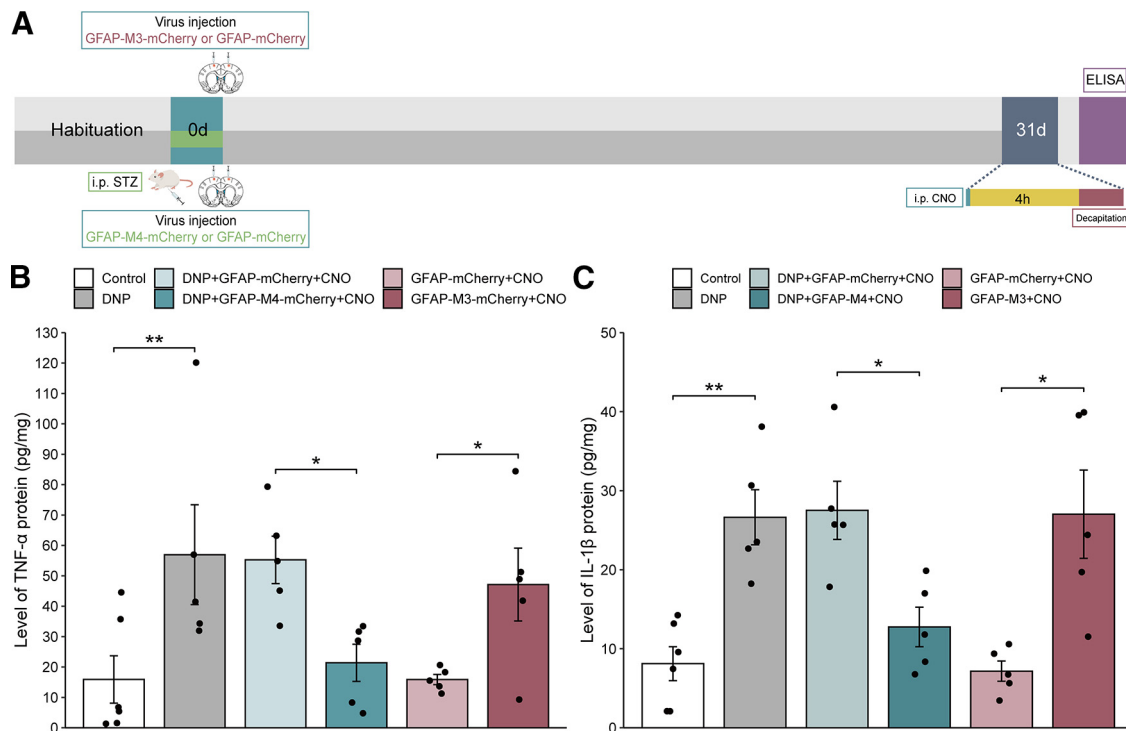 A
Virus injection
GFAP-M3-mCherry or GFAP-mCherry
ELISA
Habituation
0d
31d
i.p. STZ
i.p. CNO
4h
Virus injection
GFAP-M4-mCherry or GFAP-mCherry
Decapitation
B
Control
DNP+GFAP-mCherry+CNO
GFAP-mCherry+CNO
DNP
DNP+GFAP-M4-mCherry+CNO
GFAP-M3-mCherry+CNO
Level of TNF-α protein (pg/mg)
130
120
110
100
90
80
70
60
50
40
30
20
10
0
**
*
*
C
Control
DNP+GFAP-mCherry+CNO
GFAP-mCherry+CNO
DNP
DNP+GFAP-M4+CNO
GFAP-M3+CNO
Level of IL-1β protein (pg/mg)
50
40
30
20
10
0
**
*
*